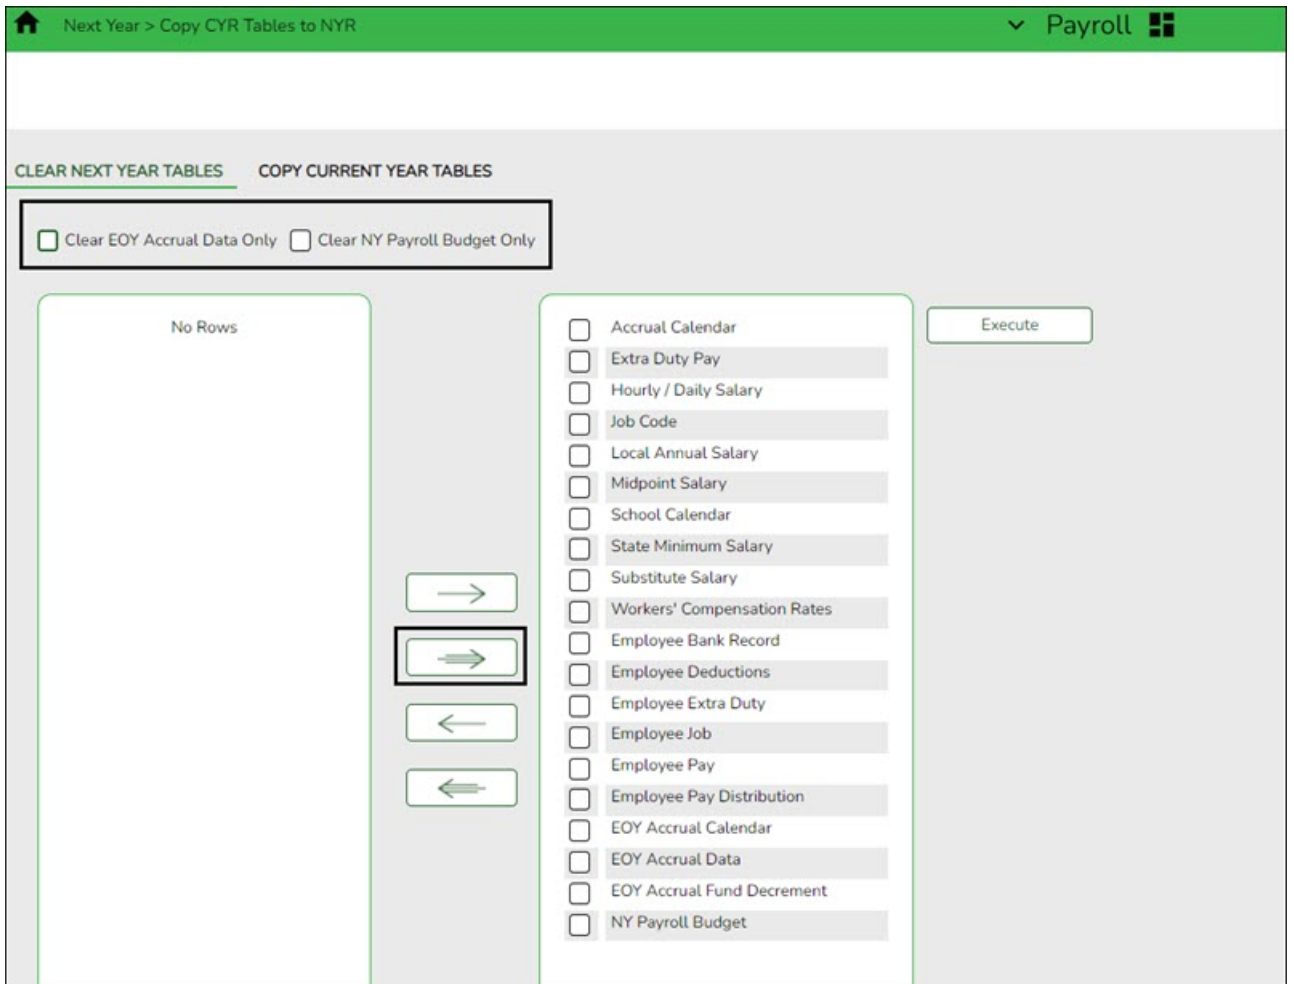 Next Year > Copy CYR Tables to NYR
Payroll
CLEAR NEXT YEAR TABLES
COPY CURRENT YEAR TABLES
Clear EOY Accrual Data Only
Clear NY Payroll Budget Only
No Rows
Accrual Calendar
Extra Duty Pay
Hourly / Daily Salary
Job Code
Local Annual Salary
Midpoint Salary
School Calendar
State Minimum Salary
Substitute Salary
Workers' Compensation Rates
Employee Bank Record
Employee Deductions
Employee Extra Duty
Employee Job
Employee Pay
Employee Pay Distribution
EOY Accrual Calendar
EOY Accrual Data
EOY Accrual Fund Decrement
NY Payroll Budget
Execute